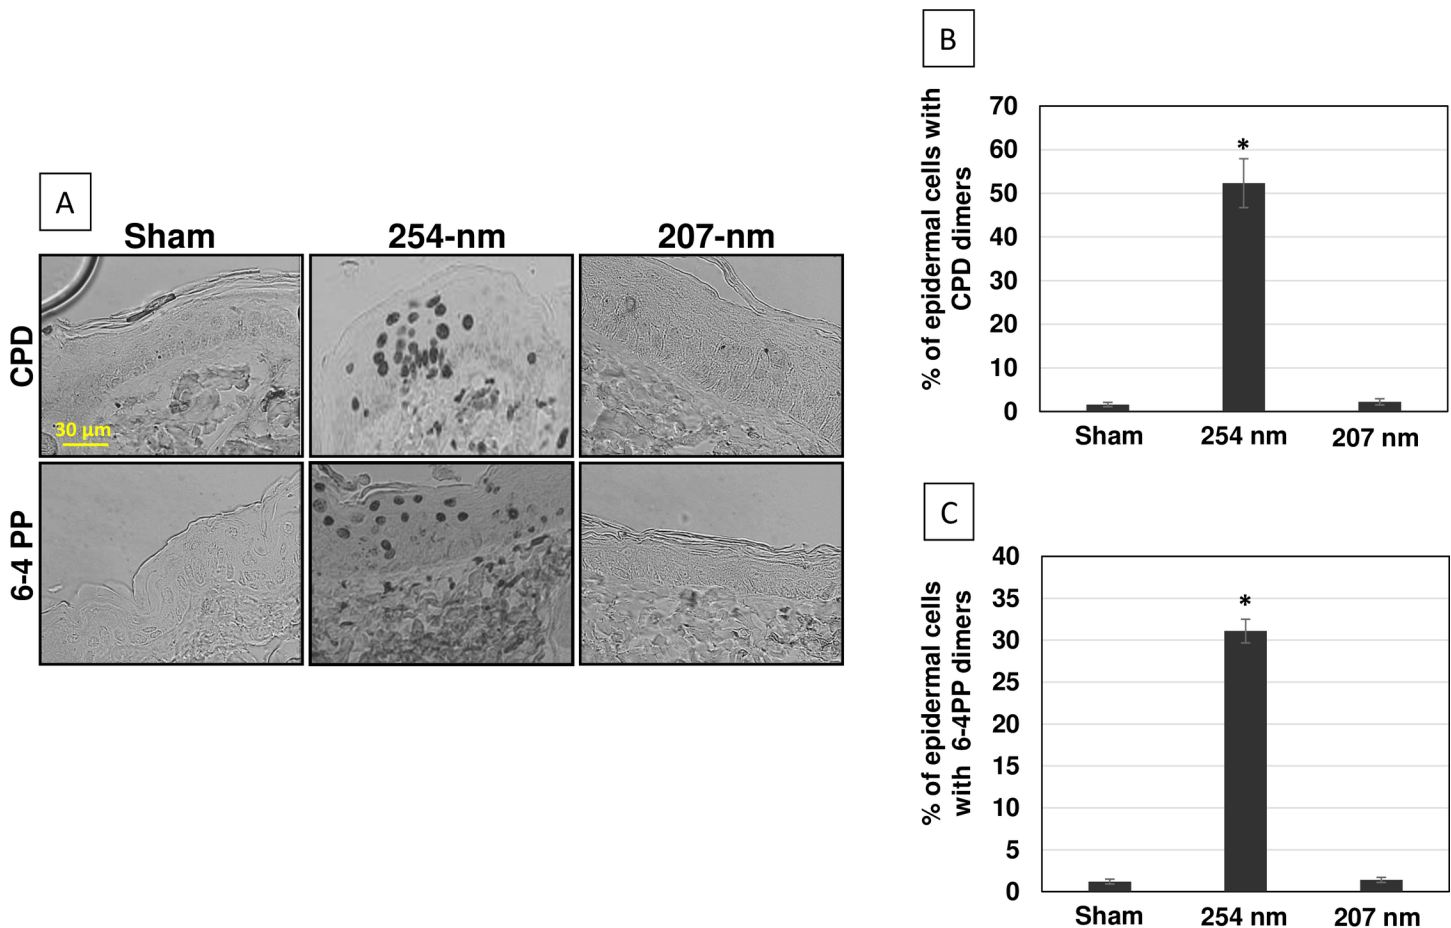 A
Sham
254-nm
207-nm
CPD
30 µm
6-4 PP
B
% of epidermal cells with
CPD dimers
70
60
50
40
30
20
10
0
*
Sham
254 nm
207 nm
C
% of epidermal cells
with 6-4PP dimers
40
35
30
25
20
15
10
5
0
*
Sham
254 nm
207 nm